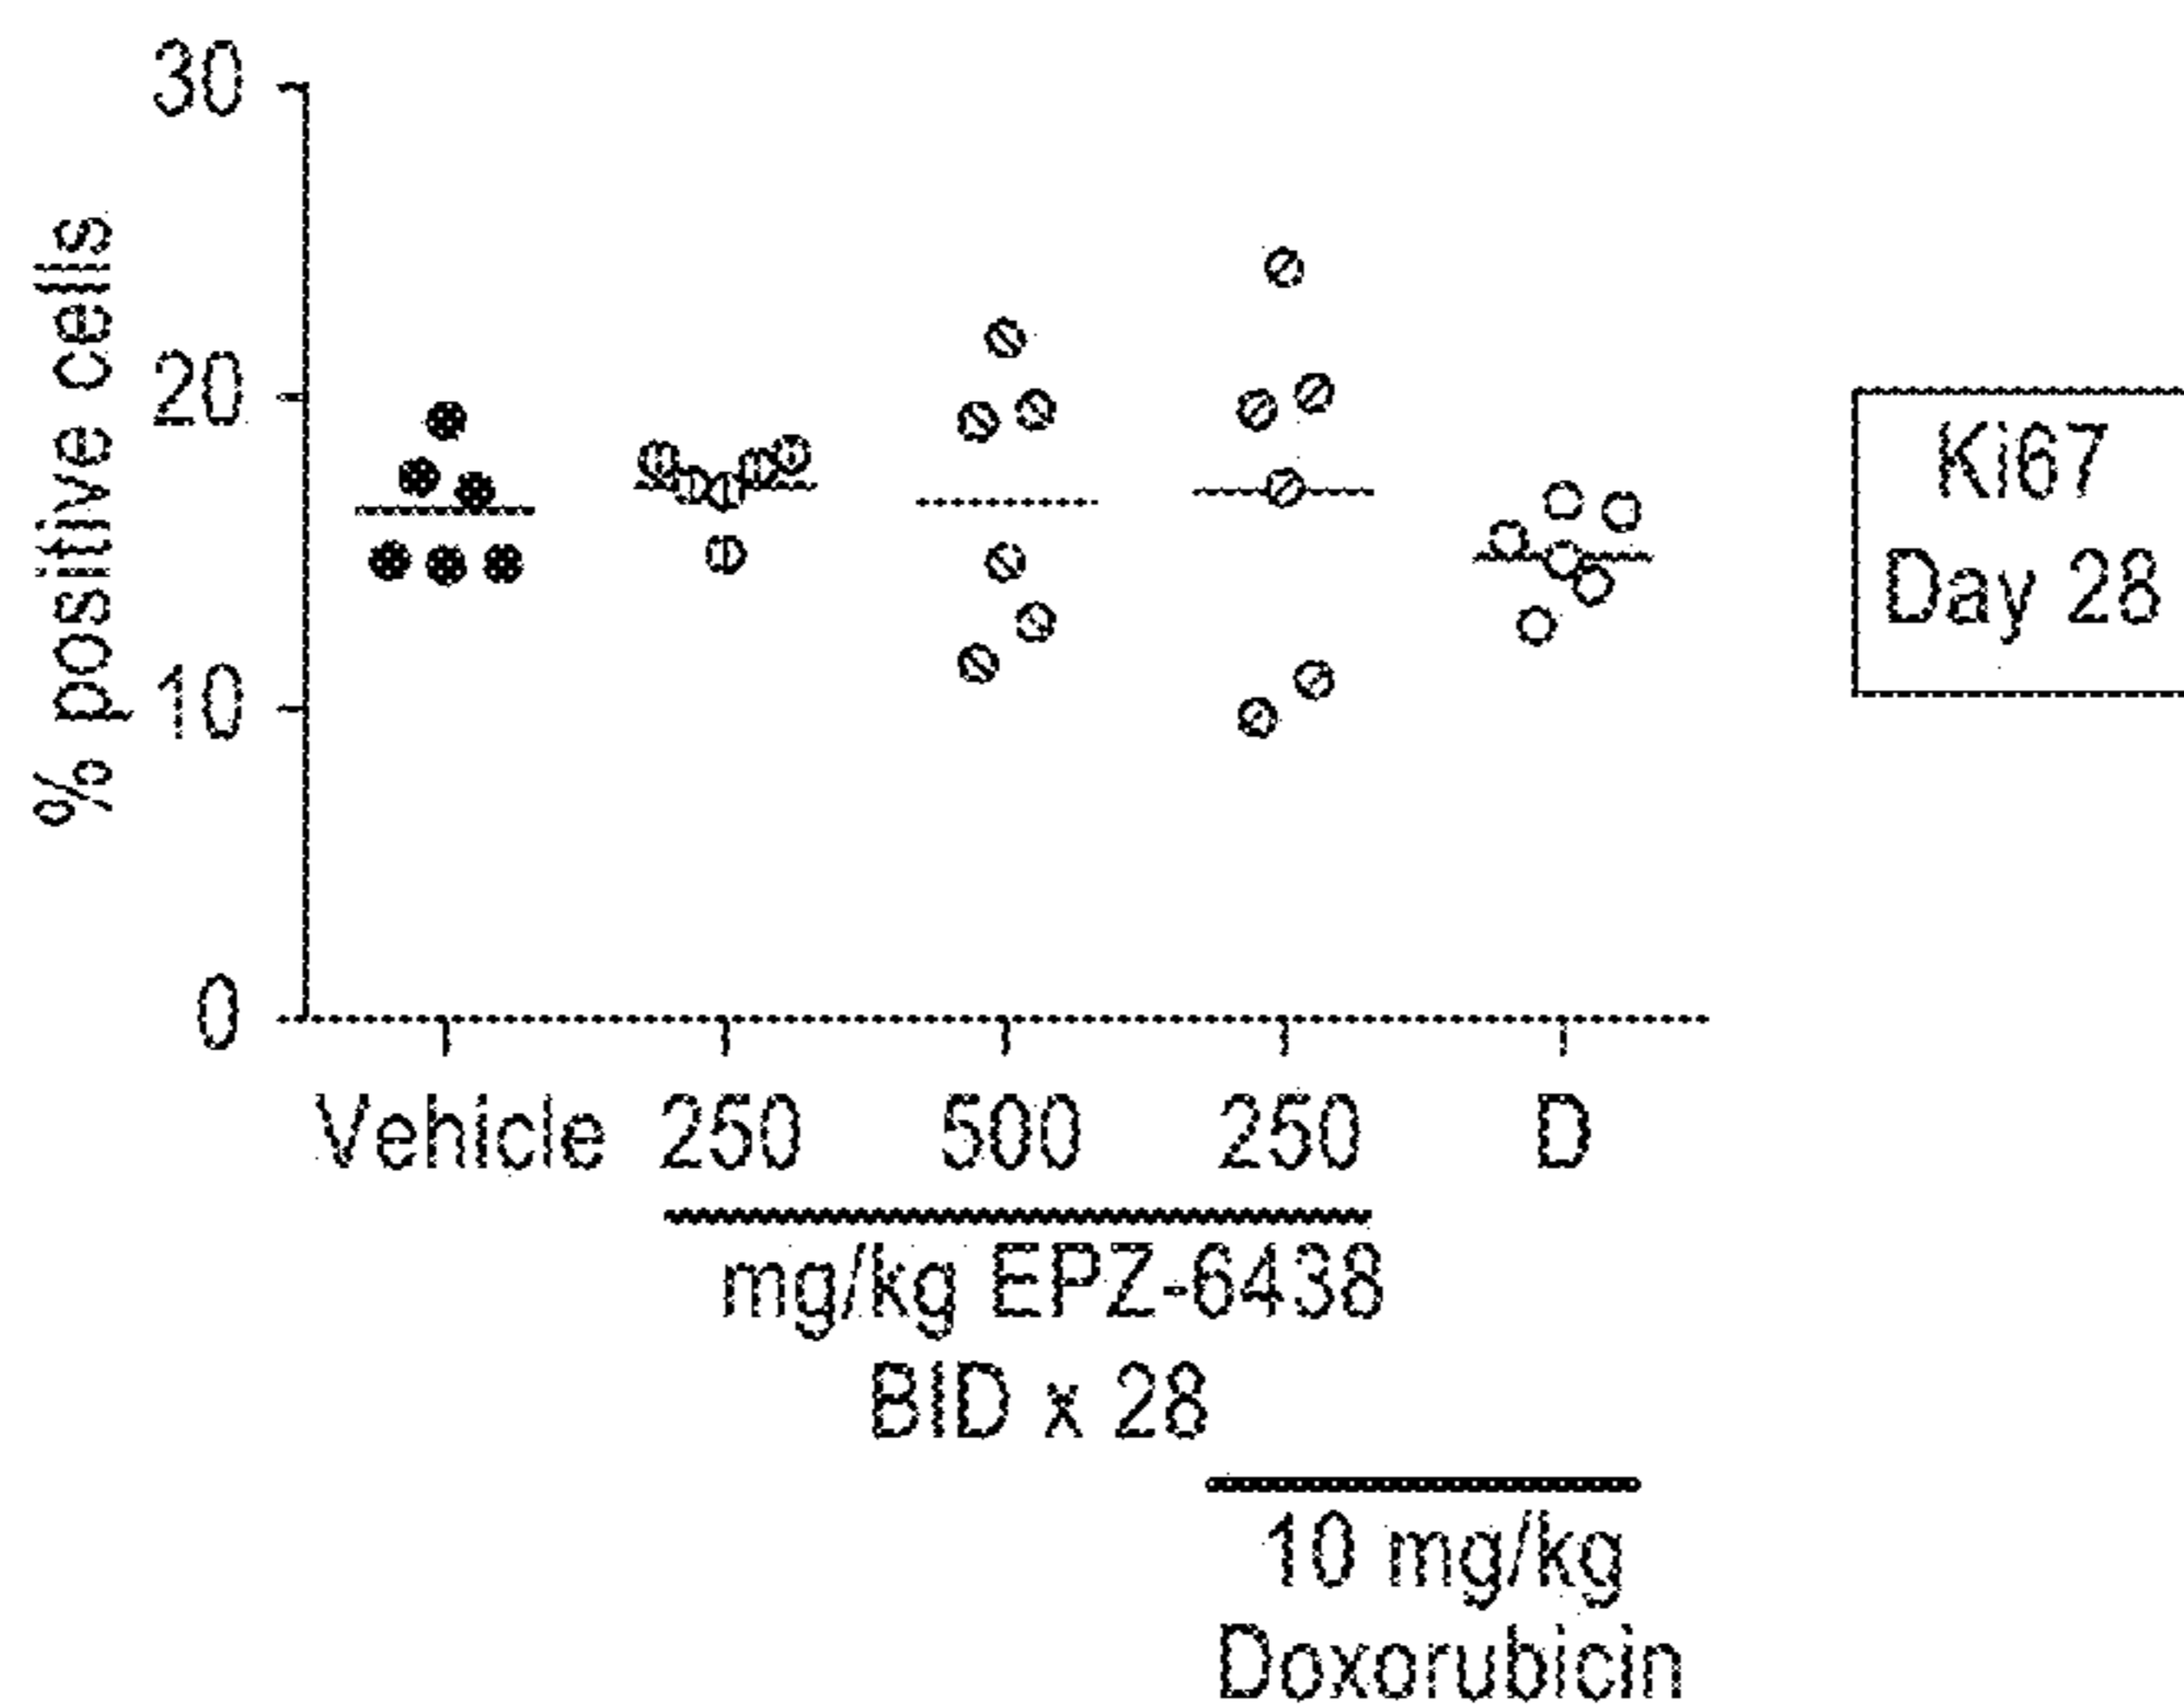 % positive cells
30
20
10
0
Vehicle 250 500 250 D
mg/kg EPZ-6438
BID x 28
10 mg/kg
Doxorubicin
Ki67
Day 28